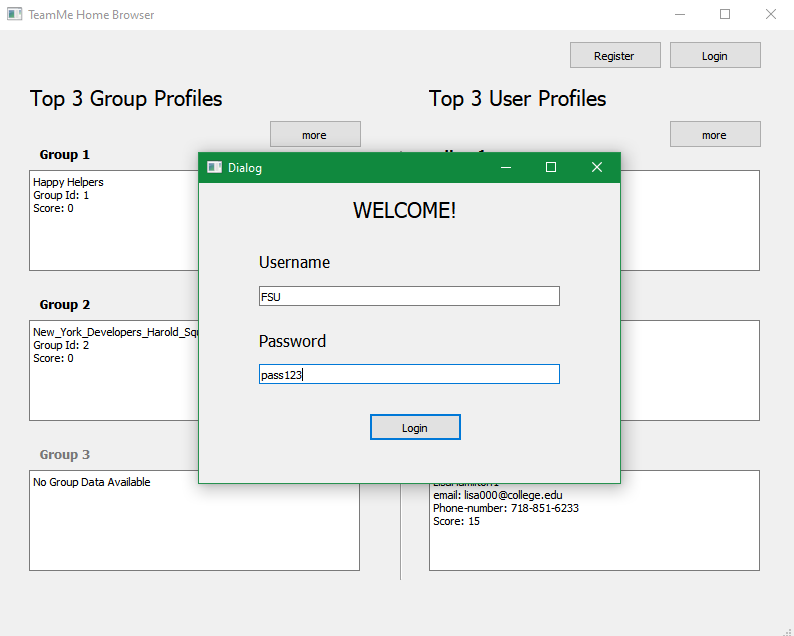 TeamMe Home Browser
Register
Login
Top 3 Group Profiles
Top 3 User Profiles
more
more
Group 1
Happy Helpers
Group Id: 1
Score: 0
Group 2
New_York_Developers_Harold_Squ
Group Id: 2
Score: 0
Group 3
No Group Data Available
Dialog
WELCOME!
Username
FSU
Password
pass123
Login
email: lisa000@college.edu
Phone-number: 718-851-6233
Score: 15